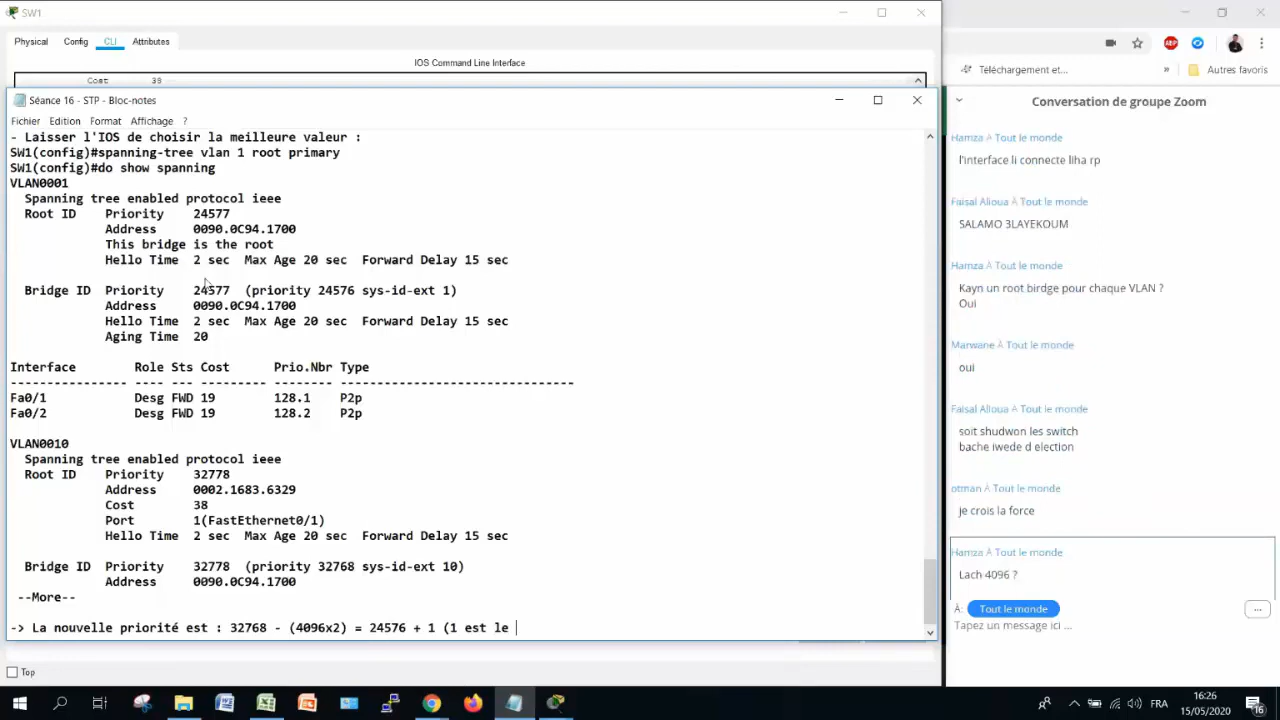 SW1
Physical Config CLI Attributes
IOS Command Line Interface
Cost 38
Séance 16 - STP - Bloc-notes
Fichier Edition Format Affichage ?
- Laisser l'IOS de choisir la meilleure valeur :
SW1(config)#spanning-tree vlan 1 root primary
SW1(config)#do show spanning
VLAN0001
Spanning tree enabled protocol ieee
Root ID Priority 24577
Address 0090.0C94.1700
This bridge is the root
Hello Time 2 sec Max Age 20 sec Forward Delay 15 sec
Bridge ID Priority 24577 (priority 24576 sys-id-ext 1)
Address 0090.0C94.1700
Hello Time 2 sec Max Age 20 sec Forward Delay 15 sec
Aging Time 20
Interface Role Sts Cost Prio.Nbr Type
---------------- ---- --- --------- -------- --------------------------------
Fa0/1 Desg FWD 19 128.1 P2p
Fa0/2 Desg FWD 19 128.2 P2p
VLAN0010
Spanning tree enabled protocol ieee
Root ID Priority 32778
Address 0002.1683.6329
Cost 38
Port 1(FastEthernet0/1)
Hello Time 2 sec Max Age 20 sec Forward Delay 15 sec
Bridge ID Priority 32778 (priority 32768 sys-id-ext 10)
Address 0090.0C94.1700
--More--
-> La nouvelle priorité est : 32768 - (4096x2) = 24576 + 1 (1 est le
Top
Téléchargement et...
» Autres favoris
Conversation de groupe Zoom
Hamza À Tout le monde
l'interface li connecte liha rp
Faisal Alioua À Tout le monde
SALAMO 3LAYEKOUM
Hamza À Tout le monde
Kayn un root birdge pour chaque VLAN ?
Oui
Marwane À Tout le monde
oui
Faisal Alioua À Tout le monde
soit shudwon les switch
bache iwede d election
otman À Tout le monde
je crois la force
Hamza À Tout le monde
Lach 4096 ?
À: Tout le monde ...
Tapez un message ici ...
FRA
16:26
15/05/2020
16